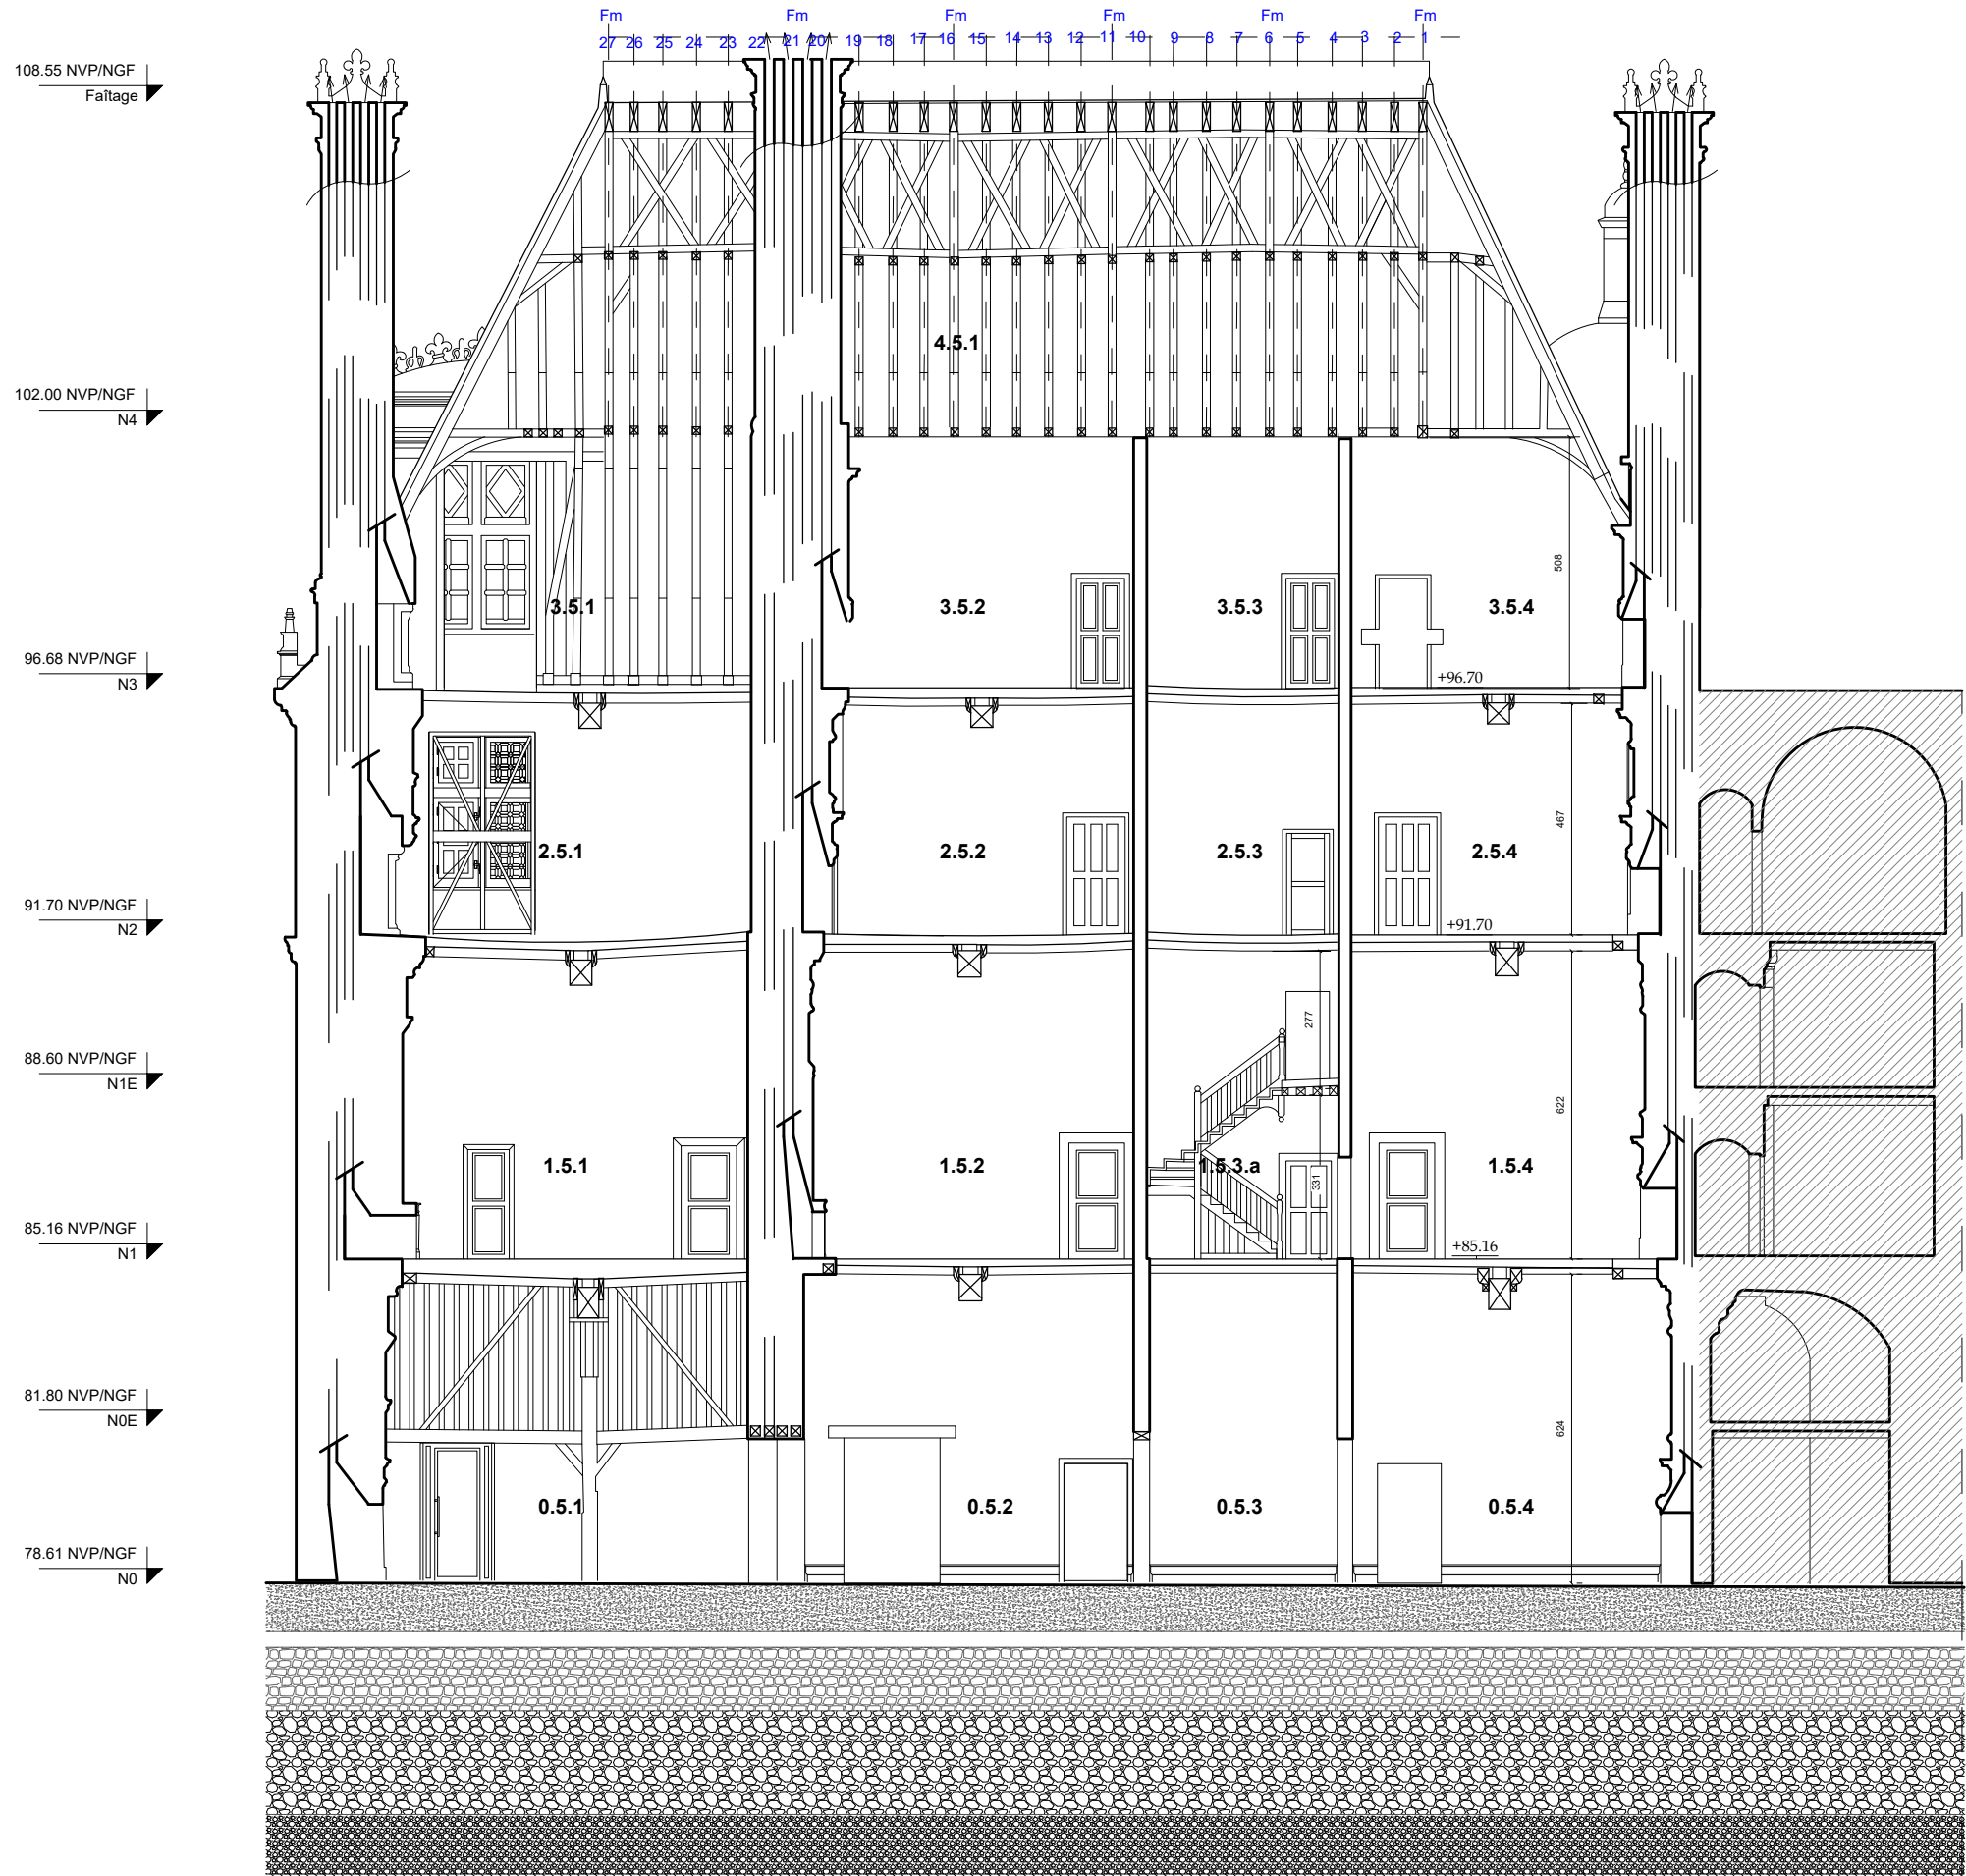 Fm Fm Fm Fm Fm Fm
27 26 25 24 23 22 21 20 19 18 17 16 15 14 13 12 11 10 9 8 7 6 5 4 3 2 1
108.55 NVP/NGF
Faîtage
4.5.1
102.00 NVP/NGF
N4
508
3.5.1 3.5.2 3.5.3 3.5.4
96.68 NVP/NGF
N3
+96.70
467
2.5.1 2.5.2 2.5.3 2.5.4
91.70 NVP/NGF
N2
+91.70
277
88.60 NVP/NGF
N1E
622
1.5.1 1.5.2 1.5.3.a 1.5.4
331
85.16 NVP/NGF
N1
+85.16
81.80 NVP/NGF
N0E
624
0.5.1 0.5.2 0.5.3 0.5.4
78.61 NVP/NGF
N0